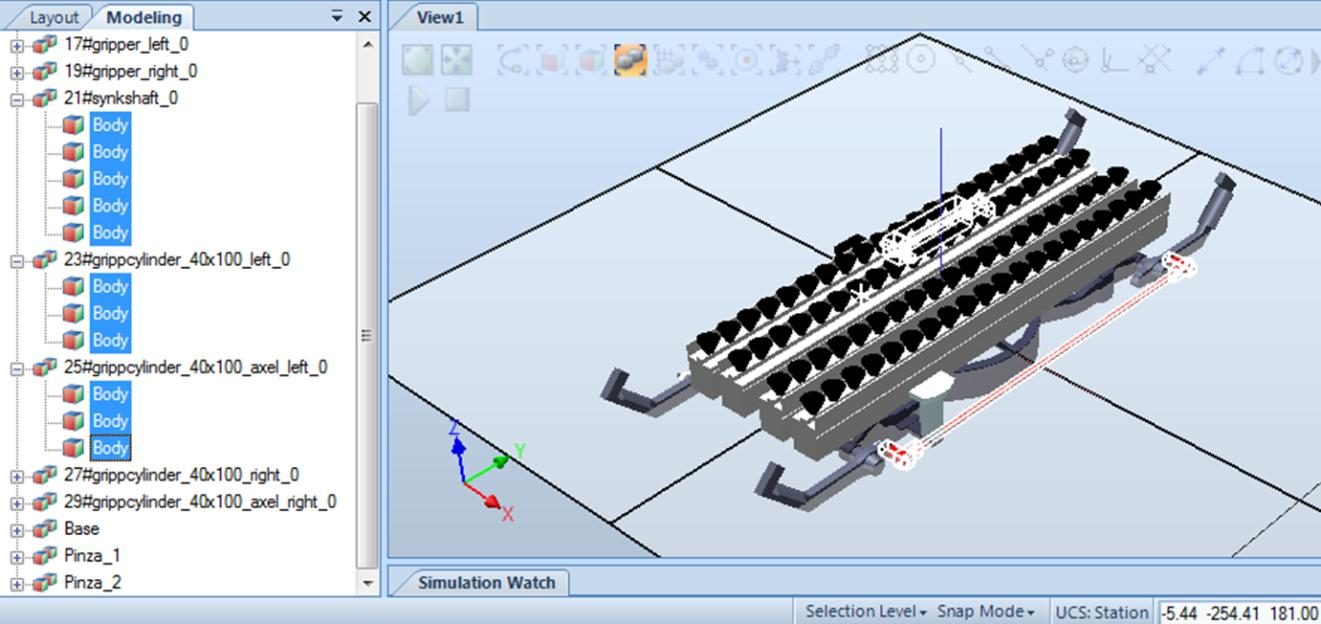 Layout Modeling
17#gripper_left_0
19#gripper_right_0
21#synkshaft_0
Body
Body
Body
Body
Body
23#grippcylinder_40x100_left_0
Body
Body
Body
25#grippcylinder_40x100_axel_left_0
Body
Body
Body
27#grippcylinder_40x100_right_0
29#grippcylinder_40x100_axel_right_0
Base
Pinza_1
Pinza_2
View1
Z
Y
X
Simulation Watch
Selection Level Snap Mode UCS: Station -5.44 -254.41 181.00